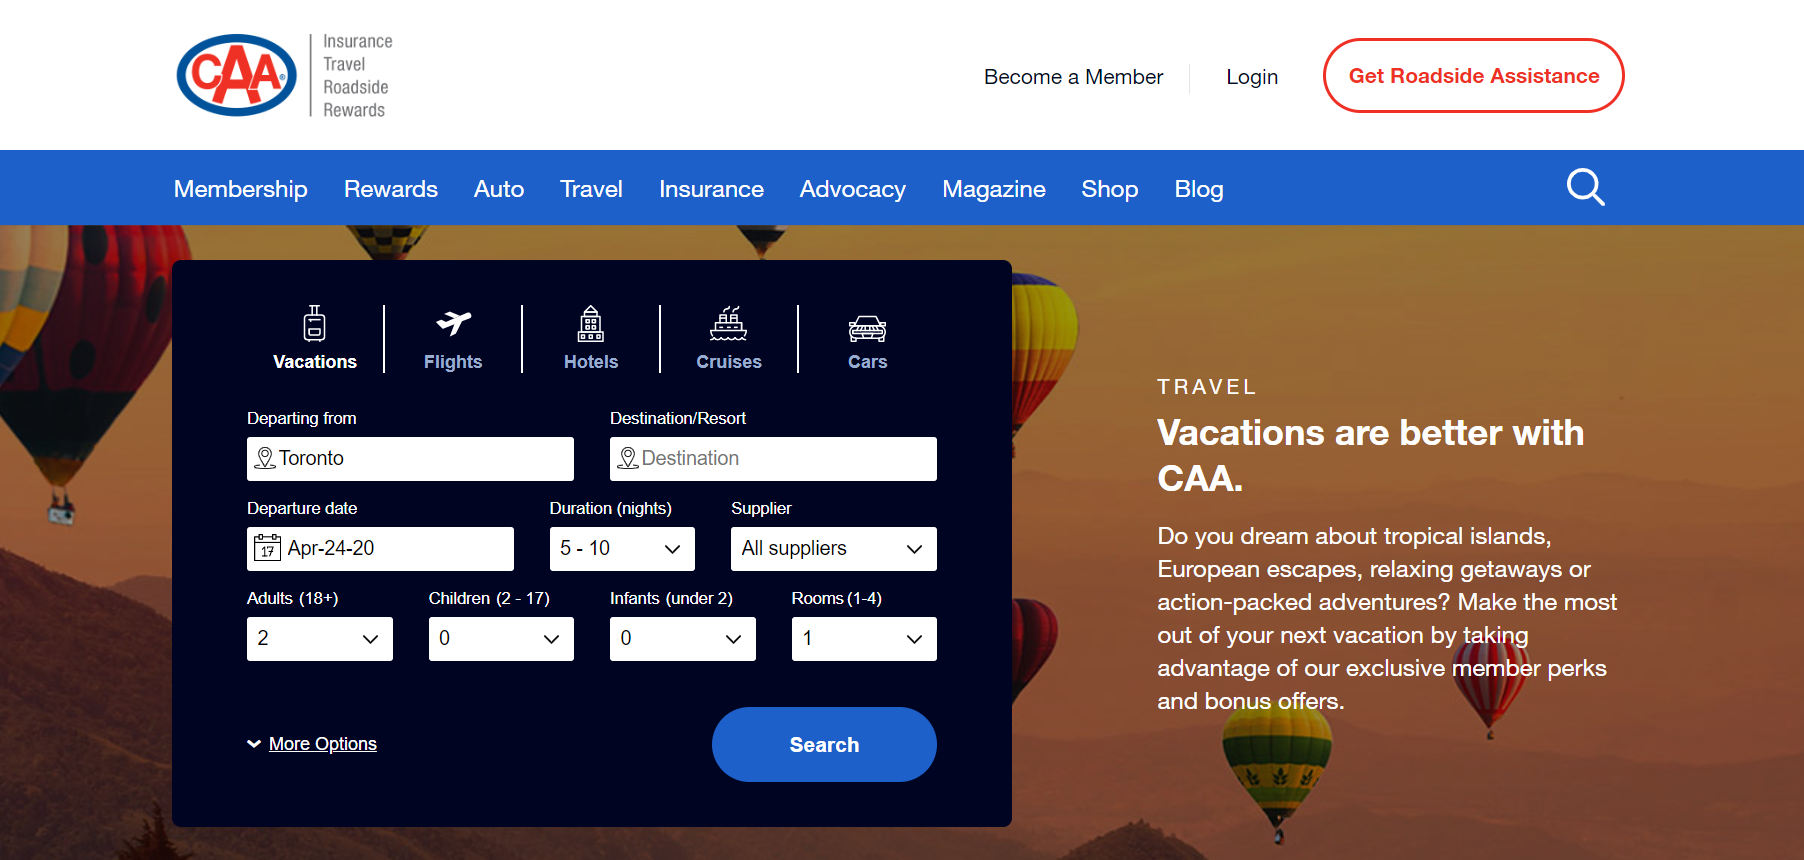 CAA®
Insurance
Travel
Roadside
Rewards
Become a Member
Login
Get Roadside Assistance
Membership
Rewards
Auto
Travel
Insurance
Advocacy
Magazine
Shop
Blog
Vacations
Flights
Hotels
Cruises
Cars
Departing from
Destination/Resort
Toronto
Destination
Departure date
Duration (nights)
Supplier
17
Apr-24-20
5 - 10
All suppliers
Adults (18+)
Children (2 - 17)
Infants (under 2)
Rooms (1-4)
2
0
0
1
More Options
Search
TRAVEL
Vacations are better with
CAA.
Do you dream about tropical islands,
European escapes, relaxing getaways or
action-packed adventures? Make the most
out of your next vacation by taking
advantage of our exclusive member perks
and bonus offers.